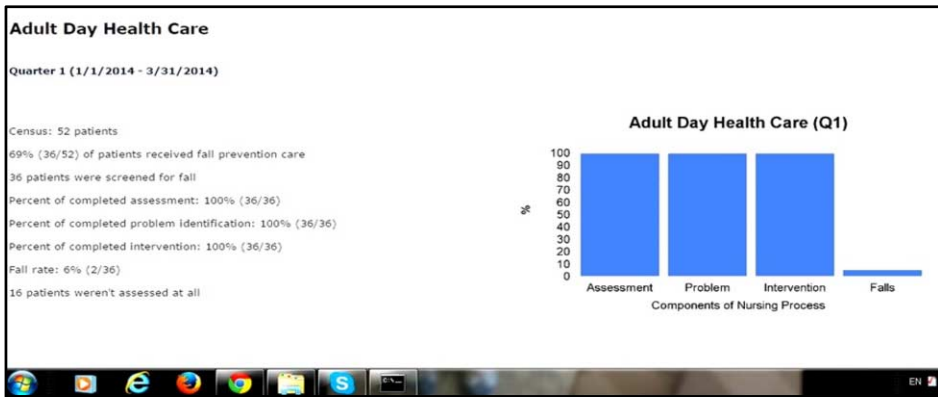 Adult Day Health Care
Quarter 1 (1/1/2014 - 3/31/2014)
Census: 52 patients
69% (36/52) of patients received fall prevention care
36 patients were screened for fall
Percent of completed assessment: 100% (36/36)
Percent of completed problem identification: 100% (36/36)
Percent of completed intervention: 100% (36/36)
Fall rate: 6% (2/36)
16 patients weren't assessed at all
Adult Day Health Care (Q1)
100
90
80
70
60
50
40
30
20
10
0
%
Assessment Problem Intervention Falls
Components of Nursing Process
EN